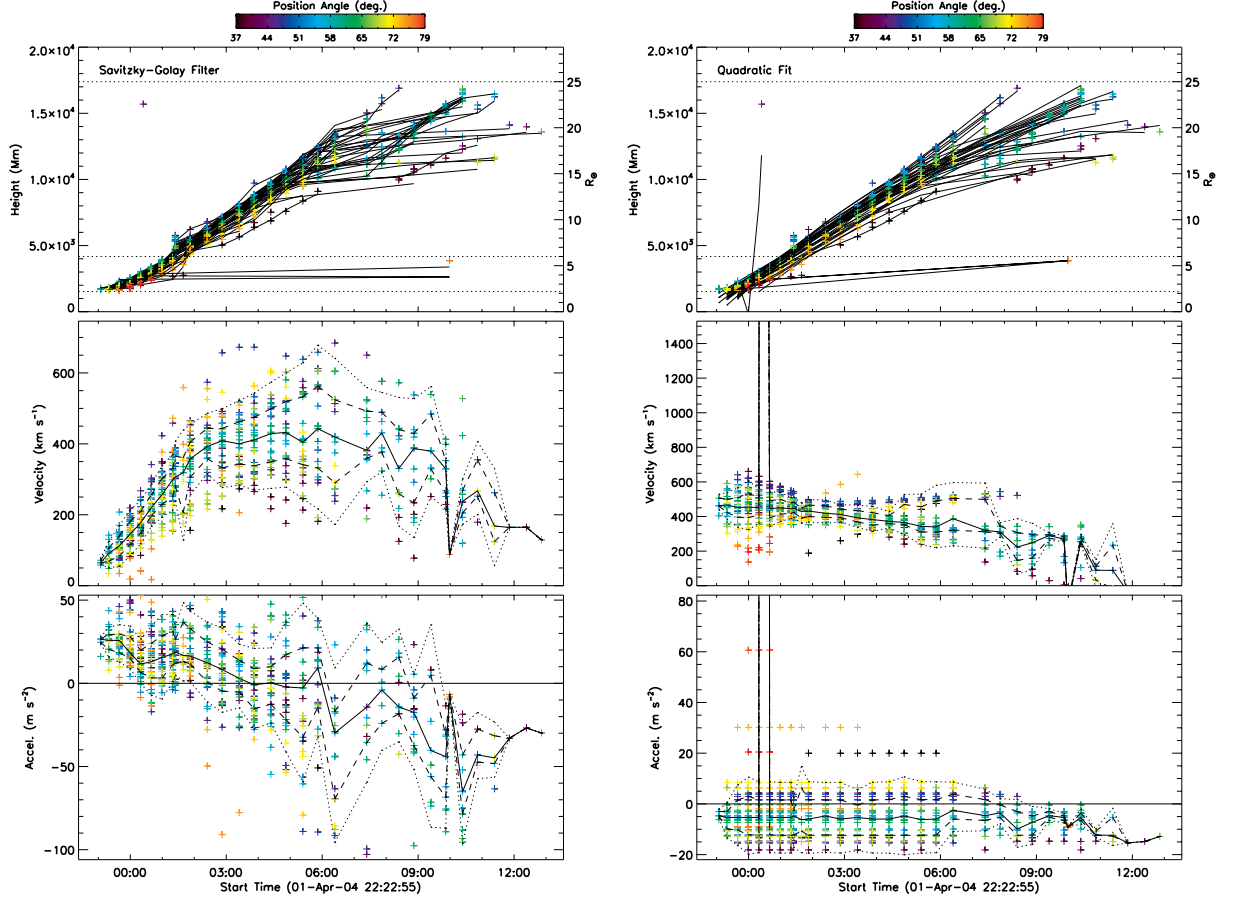 Position Angle (deg.)
37 44 51 58 65 72 79
Savitzky-Golay Filter
Height (Mm)
2.0×10⁴
1.5×10⁴
1.0×10⁴
5.0×10³
0
25
20
15
10
5
0
R⊕
Velocity (km s⁻¹)
600
400
200
0
Accel. (m s⁻²)
50
0
−50
−100
00:00 03:00 06:00 09:00 12:00
Start Time (01-Apr-04 22:22:55)
Position Angle (deg.)
37 44 51 58 65 72 79
Quadratic Fit
Height (Mm)
2.0×10⁴
1.5×10⁴
1.0×10⁴
5.0×10³
0
25
20
15
10
5
0
R⊕
Velocity (km s⁻¹)
1400
1200
1000
800
600
400
200
0
Accel. (m s⁻²)
80
60
40
20
0
−20
00:00 03:00 06:00 09:00 12:00
Start Time (01-Apr-04 22:22:55)